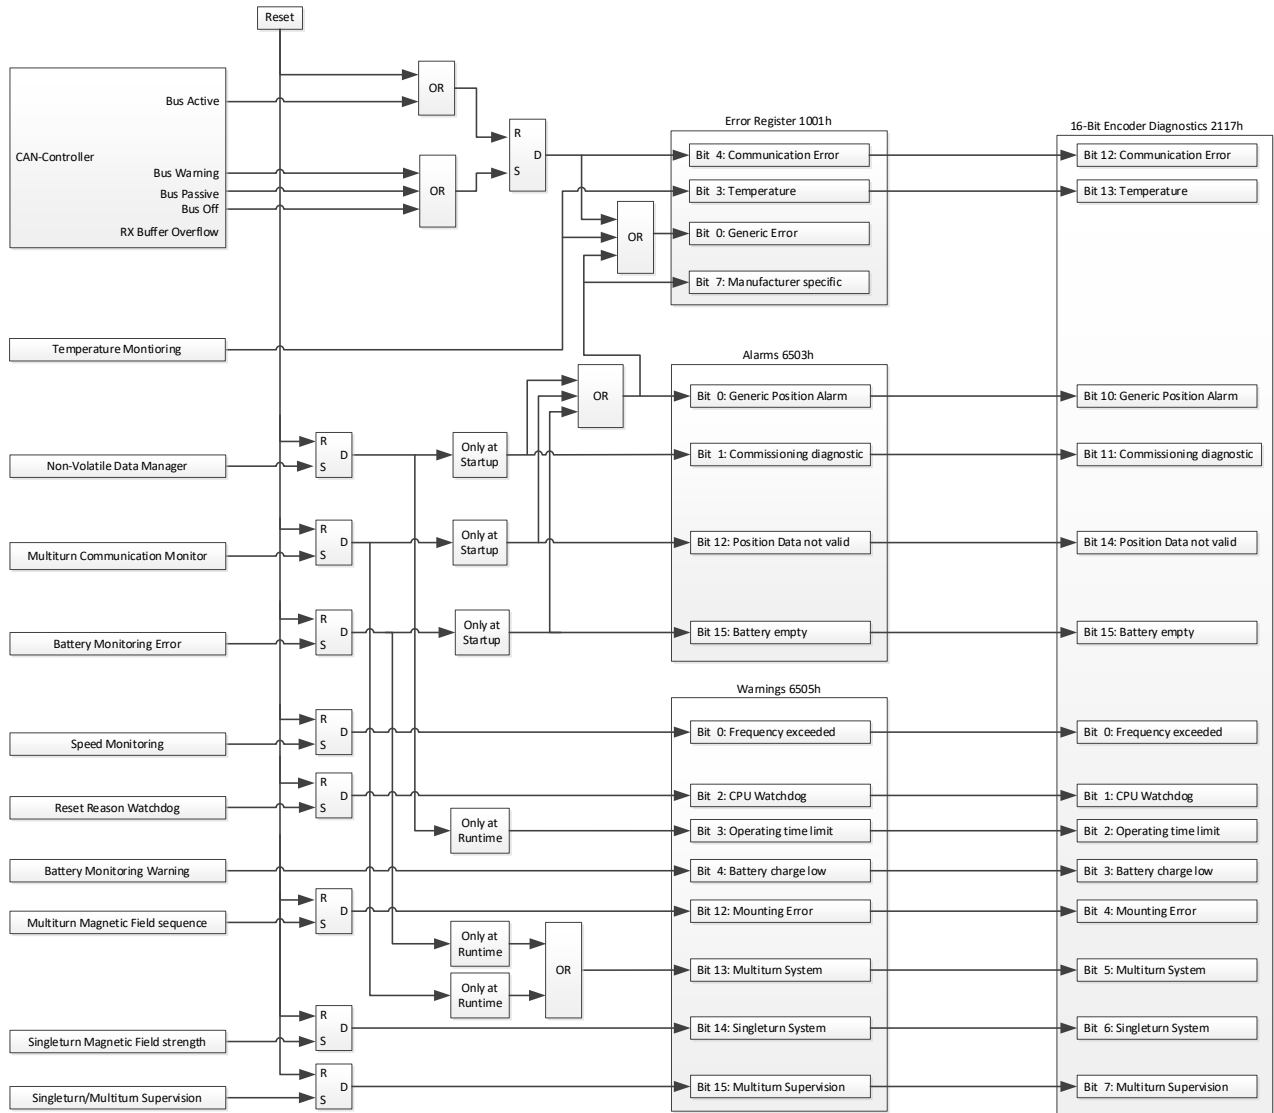 Reset
CAN-Controller
Bus Active
Bus Warning
Bus Passive
Bus Off
RX Buffer Overflow
OR
OR
R
D
S
Error Register 1001h
Bit 4: Communication Error
Bit 3: Temperature
OR
Bit 0: Generic Error
Bit 7: Manufacturer specific
16-Bit Encoder Diagnostics 2117h
Bit 12: Communication Error
Bit 13: Temperature
Temperature Montioring
Alarms 6503h
OR
Bit 0: Generic Position Alarm
Bit 10: Generic Position Alarm
Non-Volatile Data Manager
R
D
S
Only at
Startup
Bit 1: Commissioning diagnostic
Bit 11: Commissioning diagnostic
Multiturn Communication Monitor
R
D
S
Only at
Startup
Bit 12: Position Data not valid
Bit 14: Position Data not valid
Battery Monitoring Error
R
D
S
Only at
Startup
Bit 15: Battery empty
Bit 15: Battery empty
Warnings 6505h
Speed Monitoring
R
D
S
Bit 0: Frequency exceeded
Bit 0: Frequency exceeded
Reset Reason Watchdog
R
D
S
Bit 2: CPU Watchdog
Bit 1: CPU Watchdog
Only at
Runtime
Bit 3: Operating time limit
Bit 2: Operating time limit
Battery Monitoring Warning
Bit 4: Battery charge low
Bit 3: Battery charge low
Multiturn Magnetic Field sequence
R
D
S
Bit 12: Mounting Error
Bit 4: Mounting Error
Only at
Runtime
Only at
Runtime
OR
Bit 13: Multiturn System
Bit 5: Multiturn System
Singleturn Magnetic Field strength
R
D
S
Bit 14: Singleturn System
Bit 6: Singleturn System
Singleturn/Multiturn Supervision
R
D
S
Bit 15: Multiturn Supervision
Bit 7: Multiturn Supervision